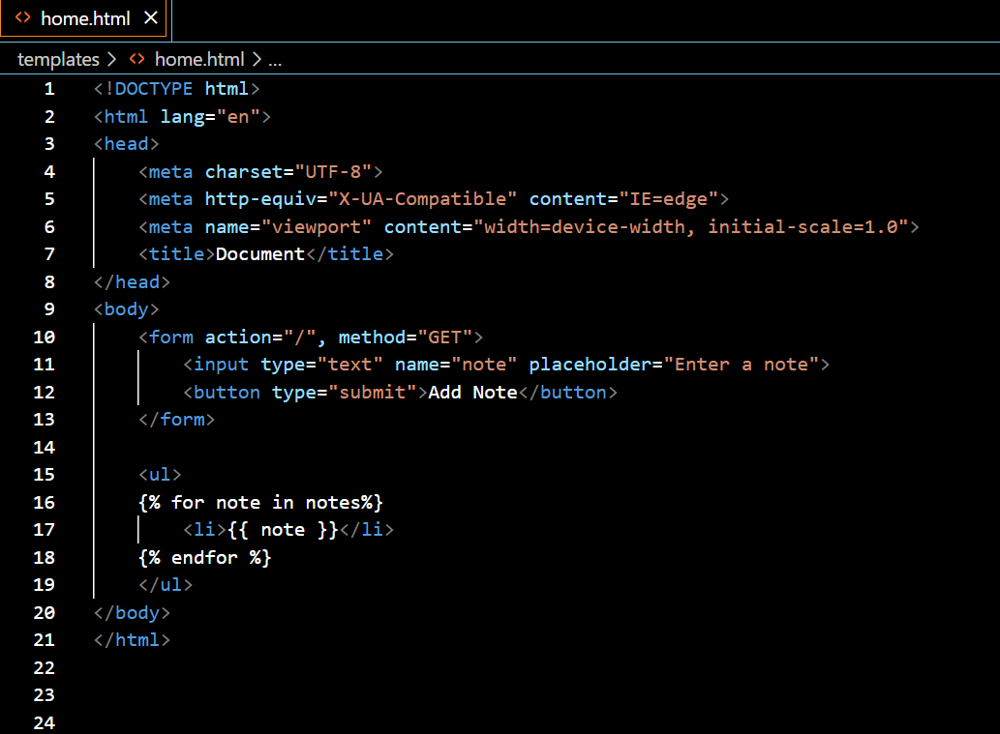 <> home.html ×
templates > <> home.html > ...
1 <!DOCTYPE html>
2 <html lang="en">
3 <head>
4     <meta charset="UTF-8">
5     <meta http-equiv="X-UA-Compatible" content="IE=edge">
6     <meta name="viewport" content="width=device-width, initial-scale=1.0">
7     <title>Document</title>
8 </head>
9 <body>
10     <form action="/", method="GET">
11         <input type="text" name="note" placeholder="Enter a note">
12         <button type="submit">Add Note</button>
13     </form>
14
15     <ul>
16     {% for note in notes%}
17         <li>{{ note }}</li>
18     {% endfor %}
19     </ul>
20 </body>
21 </html>
22
23
24